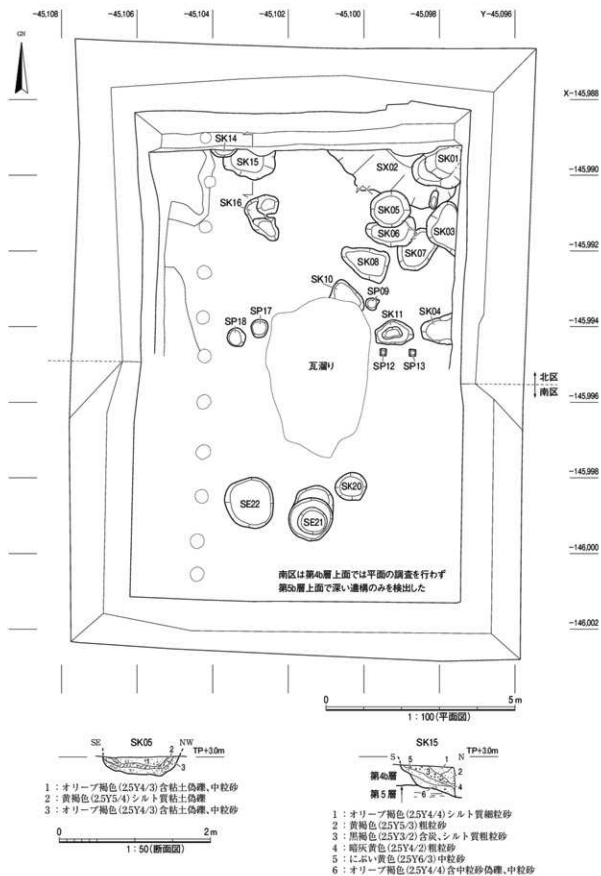 -45,108 -45,106 -45,104 -45,102 -45,100 -45,098 Y-45,096
GN
X-145,988
SK14
SK15
SX02
SK01
-145,990
SK16
SK05
SK06
SK03
SK07
-145,992
SK08
SK10
SP09
SP17
SP18
SK11
SK04
-145,994
瓦溜り
SP12
SP13
北区
南区
-145,996
-145,998
SK20
SE22
SE21
-146,000
南区は第4b層上面では平面の調査を行わず
第5b層上面で深い遺構のみを検出した
-146,002
0 5m
1:100(平面図)
SK05
SE NW
TP+3.0m
1
2
3
1:オリーブ褐色(2.5Y4/3)含粘土偽礫、中粒砂
2:黄褐色(2.5Y5/4)シルト質粘土偽礫
3:オリーブ褐色(2.5Y4/3)含粘土偽礫、中粒砂
0 2m
1:50(断面図)
SK15
S N
TP+3.0m
5 1
2
3
4
第4b層
第5層
6
1:オリーブ褐色(2.5Y4/4)シルト質細粒砂
2:黄褐色(2.5Y5/3)粗粒砂
3:黒褐色(2.5Y3/2)含炭、シルト質粗粒砂
4:暗灰黄色(2.5Y4/2)粗粒砂
5:にぶい黄色(2.5Y6/3)中粒砂
6:オリーブ褐色(2.5Y4/4)含中粒砂偽礫、中粒砂